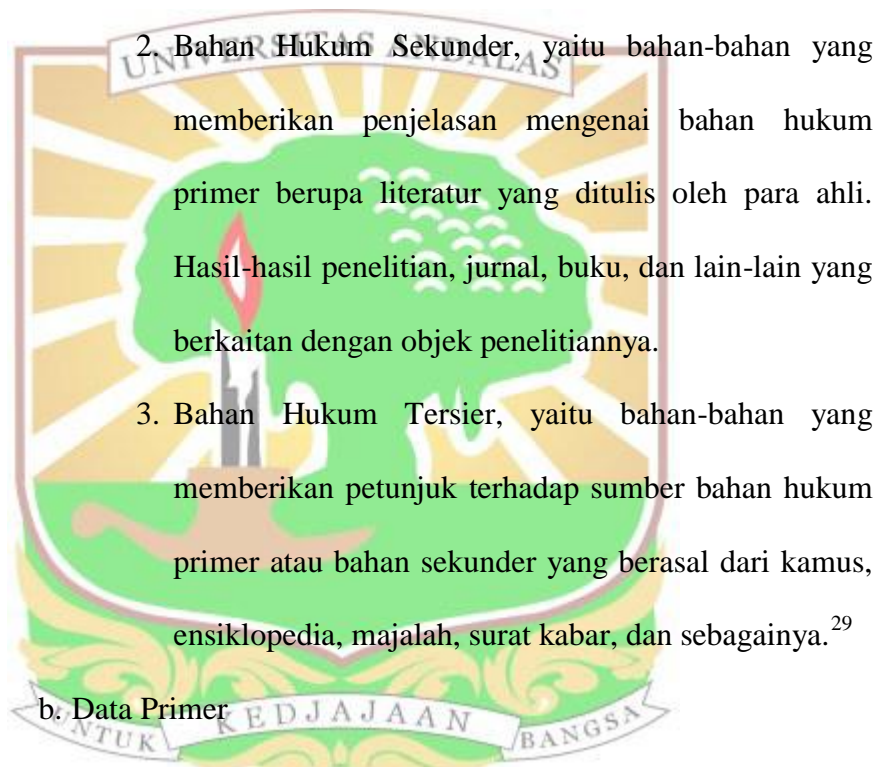 UNIVERSITAS ANDALAS
2. Bahan Hukum Sekunder, yaitu bahan-bahan yang
memberikan penjelasan mengenai bahan hukum
primer berupa literatur yang ditulis oleh para ahli.
Hasil-hasil penelitian, jurnal, buku, dan lain-lain yang
berkaitan dengan objek penelitiannya.
3. Bahan Hukum Tersier, yaitu bahan-bahan yang
memberikan petunjuk terhadap sumber bahan hukum
primer atau bahan sekunder yang berasal dari kamus,
ensiklopedia, majalah, surat kabar, dan sebagainya.29
b. Data Primer
UNTUK KEDJAJAAN BANGSA